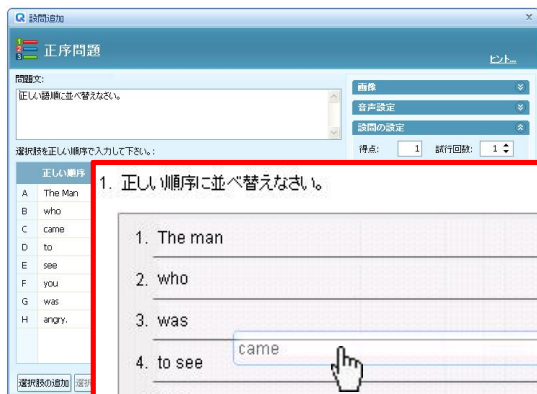 設問追加
正序問題
ヒント...
問題文:
正しい語順に並べ替えなさい。
画像
音声設定
設問の設定
得点: 1 試行回数: 1
選択肢を正しい順序で入力して下さい。:
正しい順序
A The Man
B who
C came
D to
E see
F you
G was
H angry.
選択肢の追加
1. 正しい順序に並べ替えなさい。
1. The man
2. who
3. was
came
4. to see